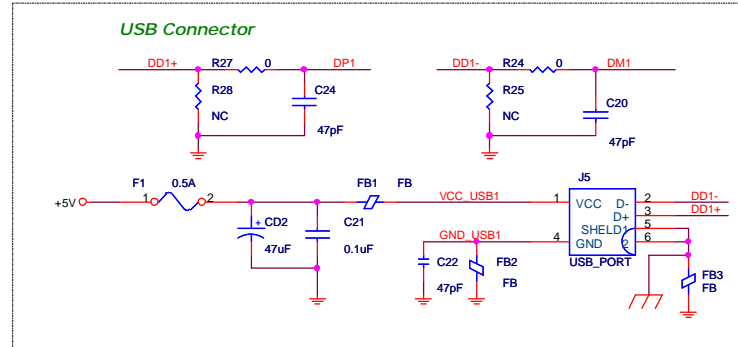 USB Connector
DD1+ R27 0 DP1
DD1- R24 0 DM1
R28
NC
C24
47pF
R25
NC
C20
47pF
F1 0.5A
+5V 1 2
FB1 FB
VCC_USB1
CD2
+
47uF
C21
0.1uF
J5
1 VCC D- 2 DD1-
D+ 3 DD1+
SHELD1 5
GND_USB1 4 GND 2 6
USB_PORT
C22
47pF
FB2
FB
FB3
FB